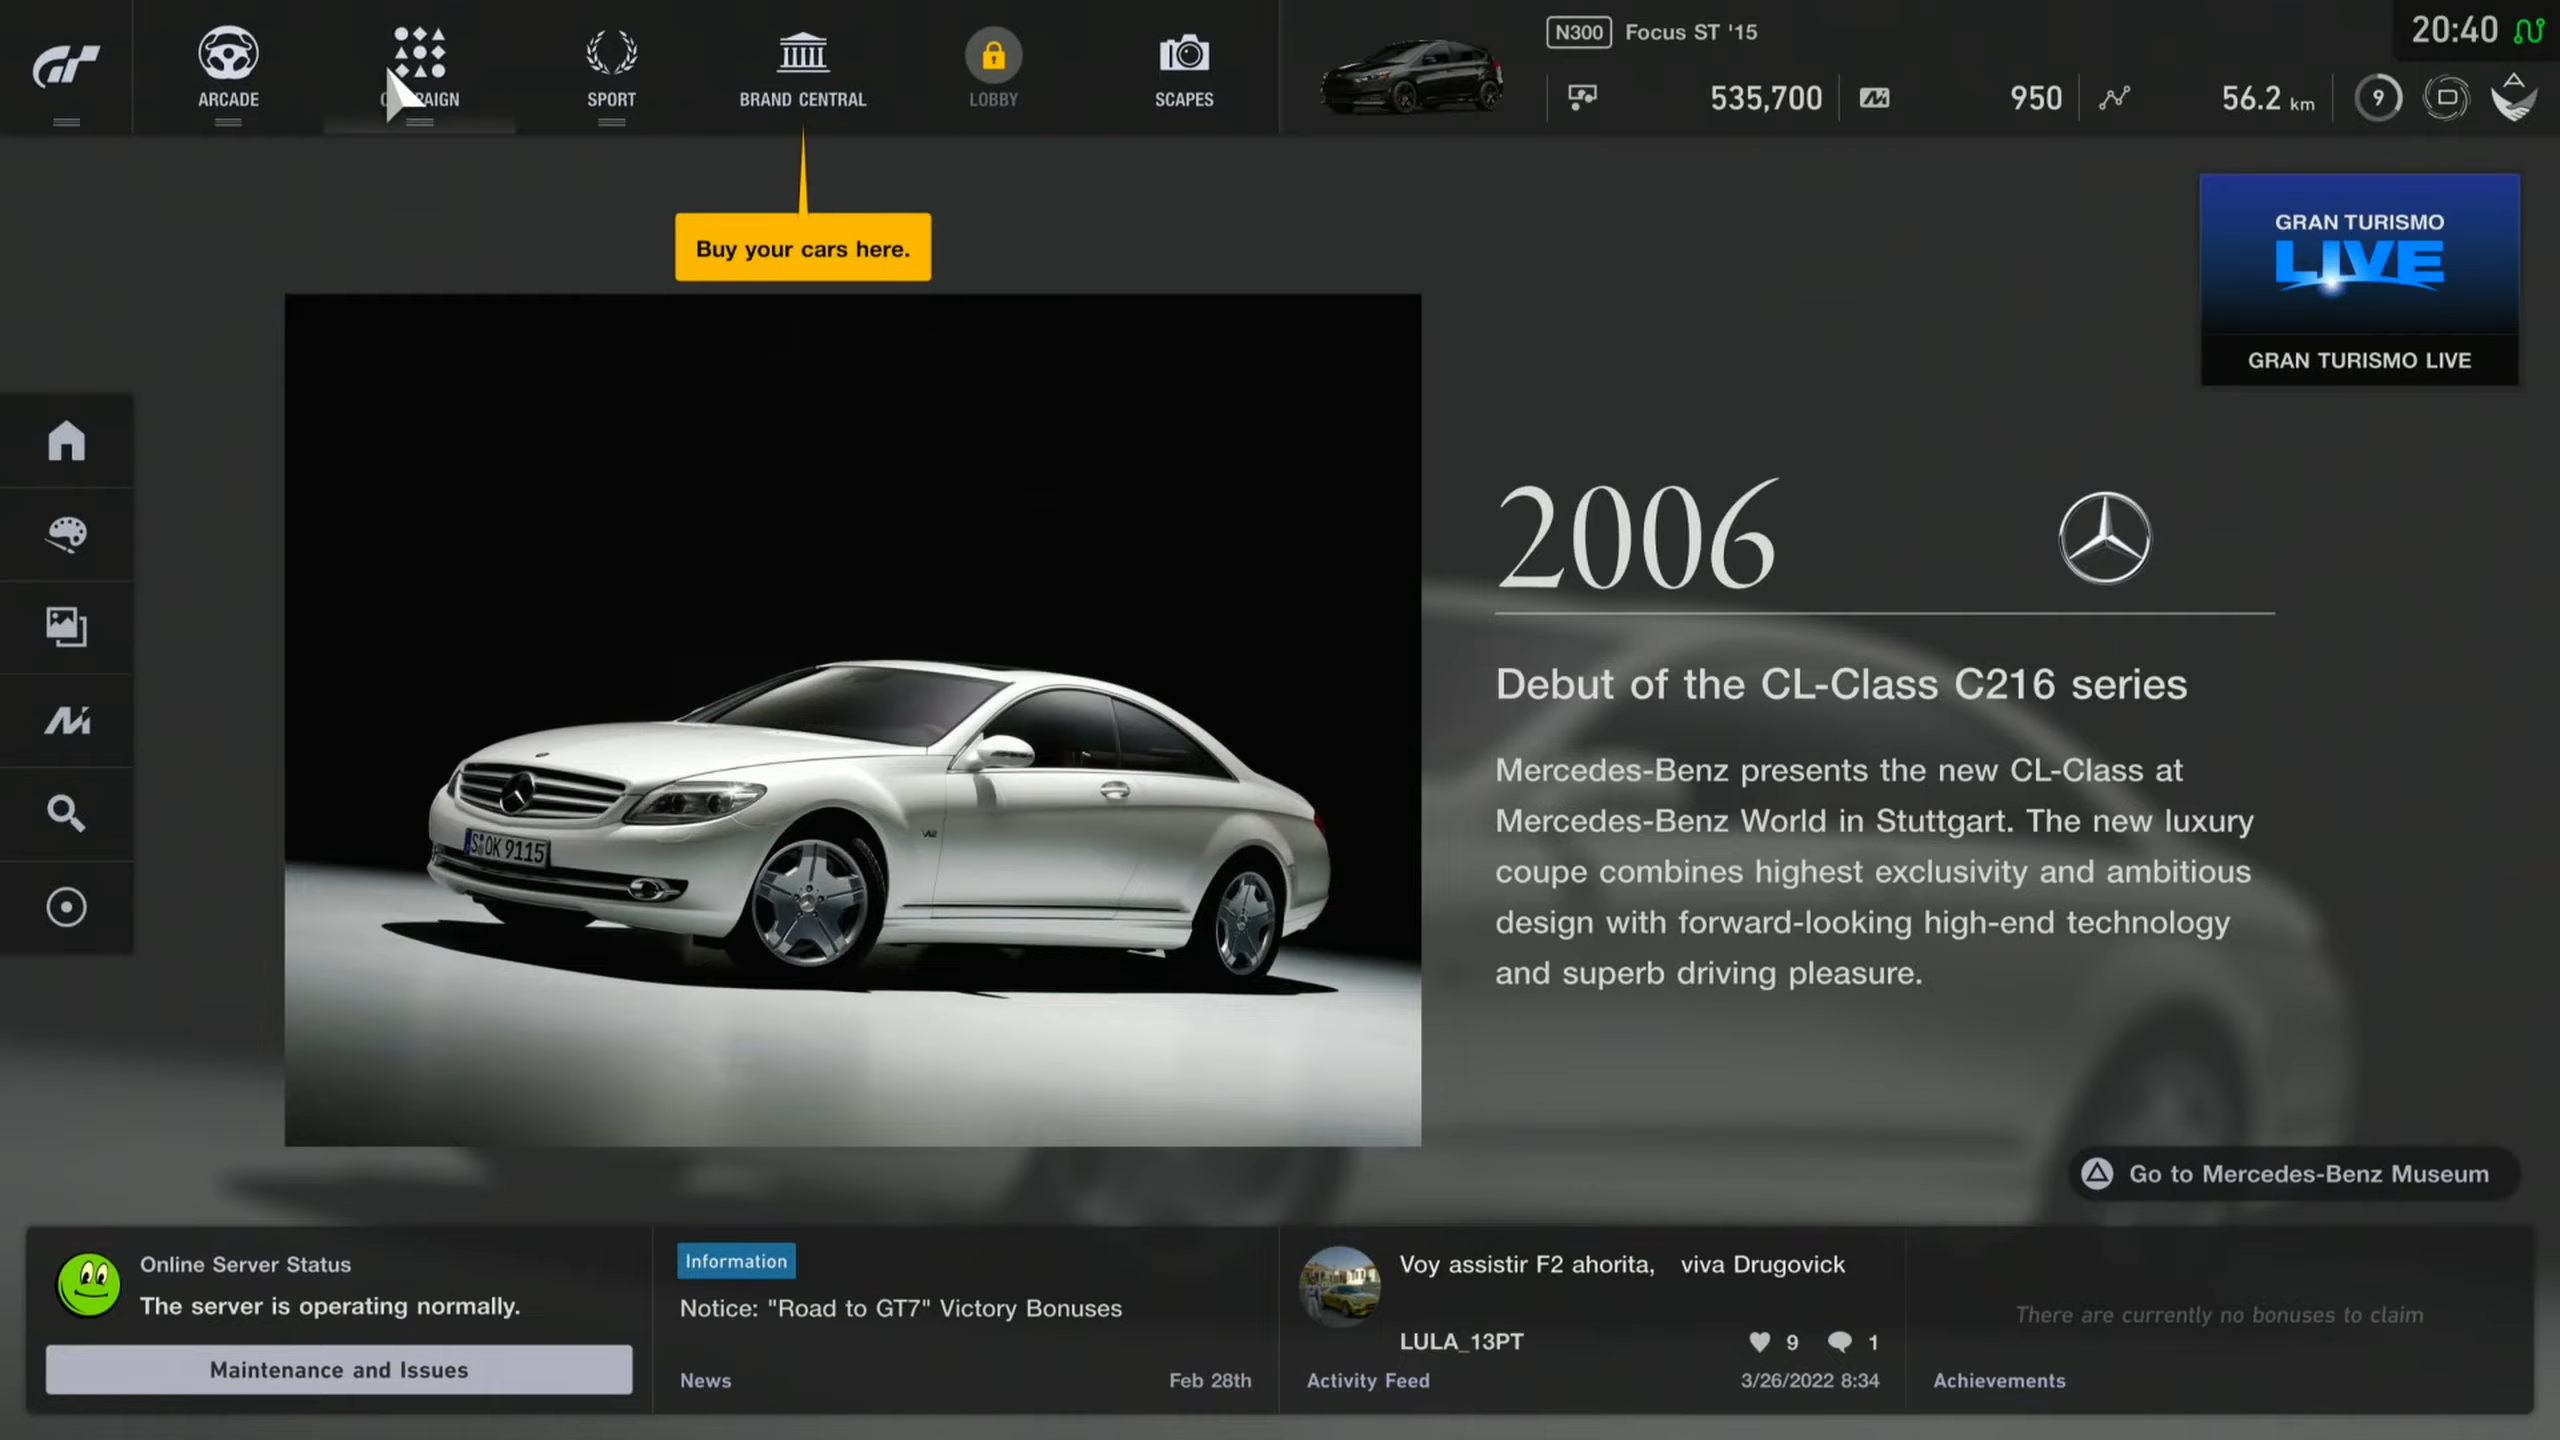 ARCADE
SPORT
BRAND CENTRAL
LOBBY
SCAPES
N300 Focus ST '15
535,700
950
56.2 km
9
20:40
Buy your cars here.
GRAN TURISMO
LIVE
GRAN TURISMO LIVE
2006
Debut of the CL-Class C216 series
Mercedes-Benz presents the new CL-Class at
Mercedes-Benz World in Stuttgart. The new luxury
coupe combines highest exclusivity and ambitious
design with forward-looking high-end technology
and superb driving pleasure.
S OK 9115
V12
Go to Mercedes-Benz Museum
Online Server Status
The server is operating normally.
Maintenance and Issues
Information
Notice: "Road to GT7" Victory Bonuses
News
Feb 28th
Voy assistir F2 ahorita, viva Drugovick
LULA_13PT
9
1
Activity Feed
3/26/2022 8:34
There are currently no bonuses to claim
Achievements